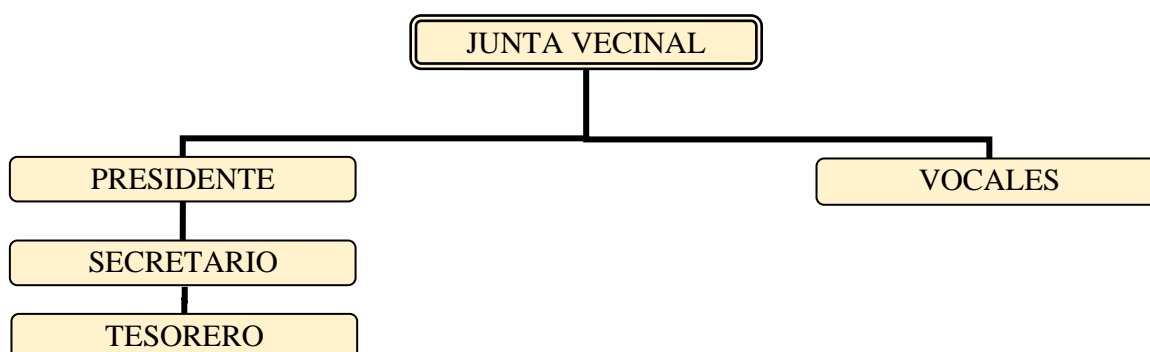 JUNTA VECINAL
PRESIDENTE
VOCALES
SECRETARIO
TESORERO